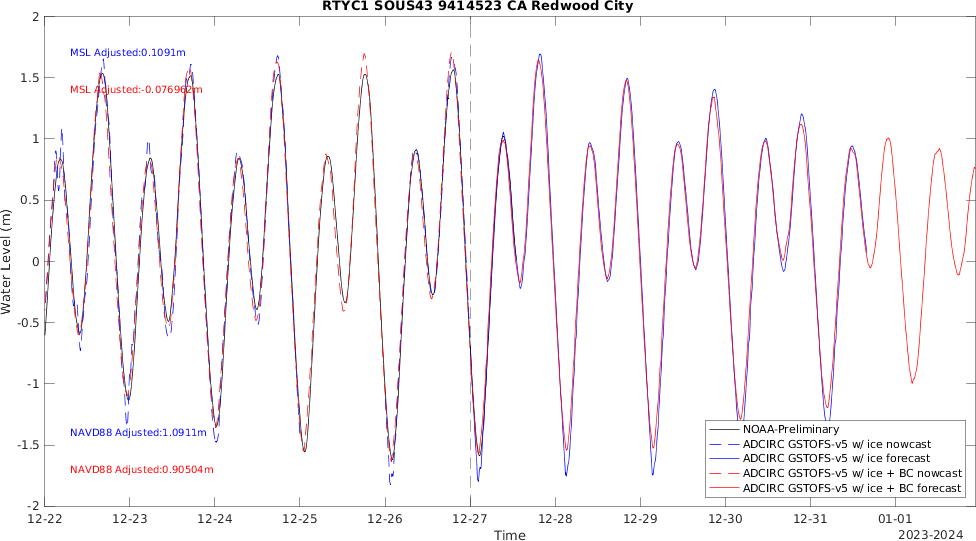 RTYC1 SOUS43 9414523 CA Redwood City
2
MSL Adjusted:0.1091m
1.5
MSL Adjusted:-0.076962m
1
0.5
0
Water Level (m)
-0.5
-1
NAVD88 Adjusted:1.0911m
-1.5
NAVD88 Adjusted:0.90504m
-2
NOAA-Preliminary
ADCIRC GSTOFS-v5 w/ ice nowcast
ADCIRC GSTOFS-v5 w/ ice forecast
ADCIRC GSTOFS-v5 w/ ice + BC nowcast
ADCIRC GSTOFS-v5 w/ ice + BC forecast
12-22 12-23 12-24 12-25 12-26 12-27 12-28 12-29 12-30 12-31 01-01
Time
2023-2024